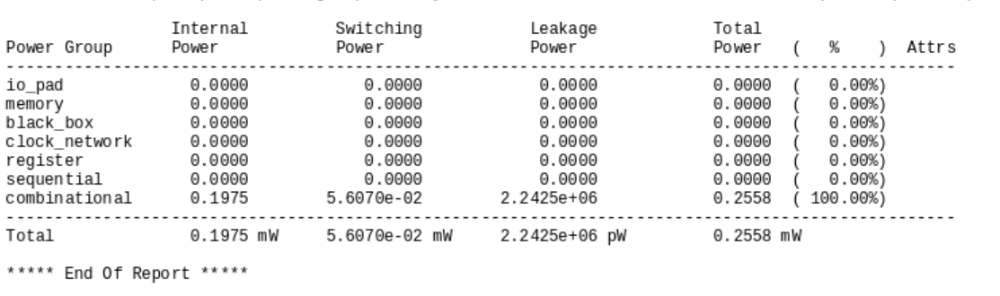 Internal         Switching           Leakage            Total
Power Group   Power            Power               Power              Power   (   %    )  Attrs
--------------------------------------------------------------------------------
io_pad          0.0000            0.0000            0.0000            0.0000  (   0.00%)
memory          0.0000            0.0000            0.0000            0.0000  (   0.00%)
black_box       0.0000            0.0000            0.0000            0.0000  (   0.00%)
clock_network   0.0000            0.0000            0.0000            0.0000  (   0.00%)
register        0.0000            0.0000            0.0000            0.0000  (   0.00%)
sequential      0.0000            0.0000            0.0000            0.0000  (   0.00%)
combinational   0.1975        5.6070e-02        2.2425e+06            0.2558  ( 100.00%)
--------------------------------------------------------------------------------
Total           0.1975 mW     5.6070e-02 mW     2.2425e+06 pW         0.2558 mW
***** End Of Report *****